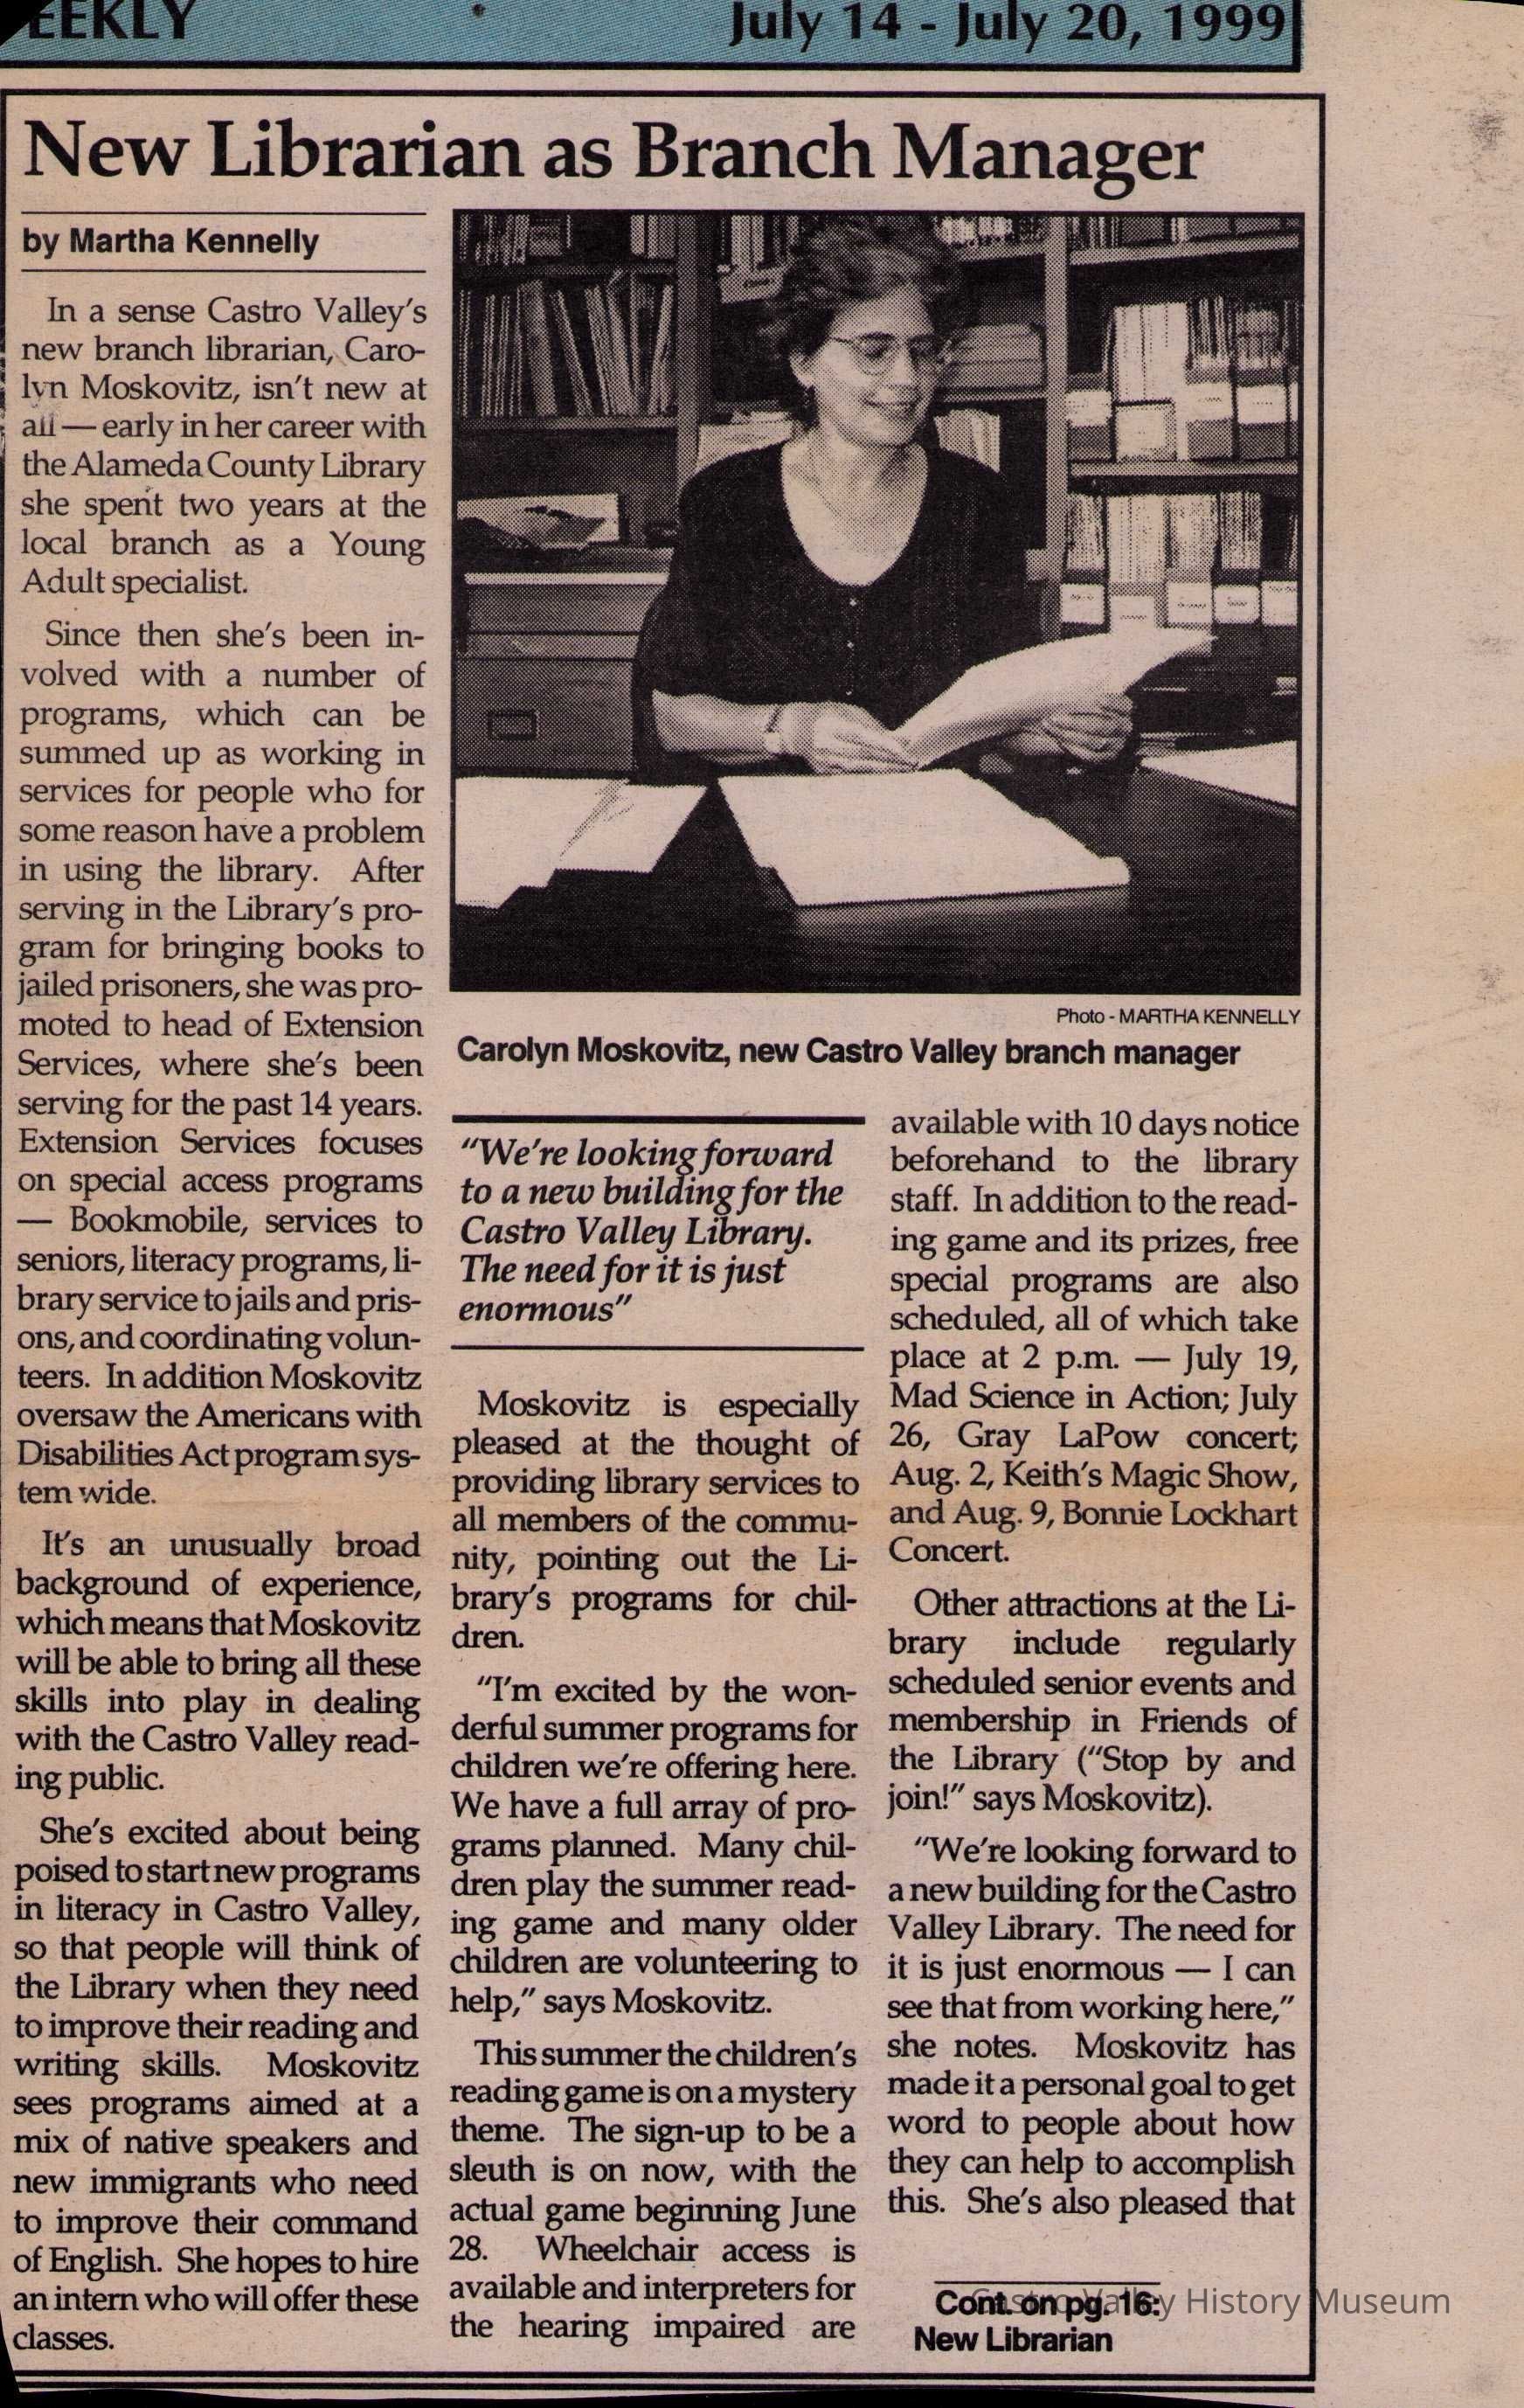 EEKLY
July 14 - July 20, 1999
New Librarian as Branch Manager
by Martha Kennelly
In a sense Castro Valley's
new branch librarian, Caro-
lyn Moskovitz, isn't new at
all — early in her career with
the Alameda County Library
she spent two years at the
local branch as a Young
Adult specialist.
Since then she's been in-
volved with a number of
programs, which can be
summed up as working in
services for people who for
some reason have a problem
in using the library. After
serving in the Library's pro-
gram for bringing books to
jailed prisoners, she was pro-
moted to head of Extension
Services, where she's been
serving for the past 14 years.
Extension Services focuses
on special access programs
— Bookmobile, services to
seniors, literacy programs, li-
brary service to jails and pris-
ons, and coordinating volun-
teers. In addition Moskovitz
oversaw the Americans with
Disabilities Act program sys-
tem wide.
It's an unusually broad
background of experience,
which means that Moskovitz
will be able to bring all these
skills into play in dealing
with the Castro Valley read-
ing public.
She's excited about being
poised to start new programs
in literacy in Castro Valley,
so that people will think of
the Library when they need
to improve their reading and
writing skills. Moskovitz
sees programs aimed at a
mix of native speakers and
new immigrants who need
to improve their command
of English. She hopes to hire
an intern who will offer these
classes.
Photo - MARTHA KENNELLY
Carolyn Moskovitz, new Castro Valley branch manager
"We're looking forward
to a new building for the
Castro Valley Library.
The need for it is just
enormous"
Moskovitz is especially
pleased at the thought of
providing library services to
all members of the commu-
nity, pointing out the Li-
brary's programs for chil-
dren.
"I'm excited by the won-
derful summer programs for
children we're offering here.
We have a full array of pro-
grams planned. Many chil-
dren play the summer read-
ing game and many older
children are volunteering to
help," says Moskovitz.
This summer the children's
reading game is on a mystery
theme. The sign-up to be a
sleuth is on now, with the
actual game beginning June
28. Wheelchair access is
available and interpreters for
the hearing impaired are
available with 10 days notice
beforehand to the library
staff. In addition to the read-
ing game and its prizes, free
special programs are also
scheduled, all of which take
place at 2 p.m. — July 19,
Mad Science in Action; July
26, Gray LaPow concert;
Aug. 2, Keith's Magic Show,
and Aug. 9, Bonnie Lockhart
Concert.
Other attractions at the Li-
brary include regularly
scheduled senior events and
membership in Friends of
the Library ("Stop by and
join!" says Moskovitz).
"We're looking forward to
a new building for the Castro
Valley Library. The need for
it is just enormous — I can
see that from working here,"
she notes. Moskovitz has
made it a personal goal to get
word to people about how
they can help to accomplish
this. She's also pleased that
Cont. on pg. 16:
New Librarian
Castro Valley History Museum